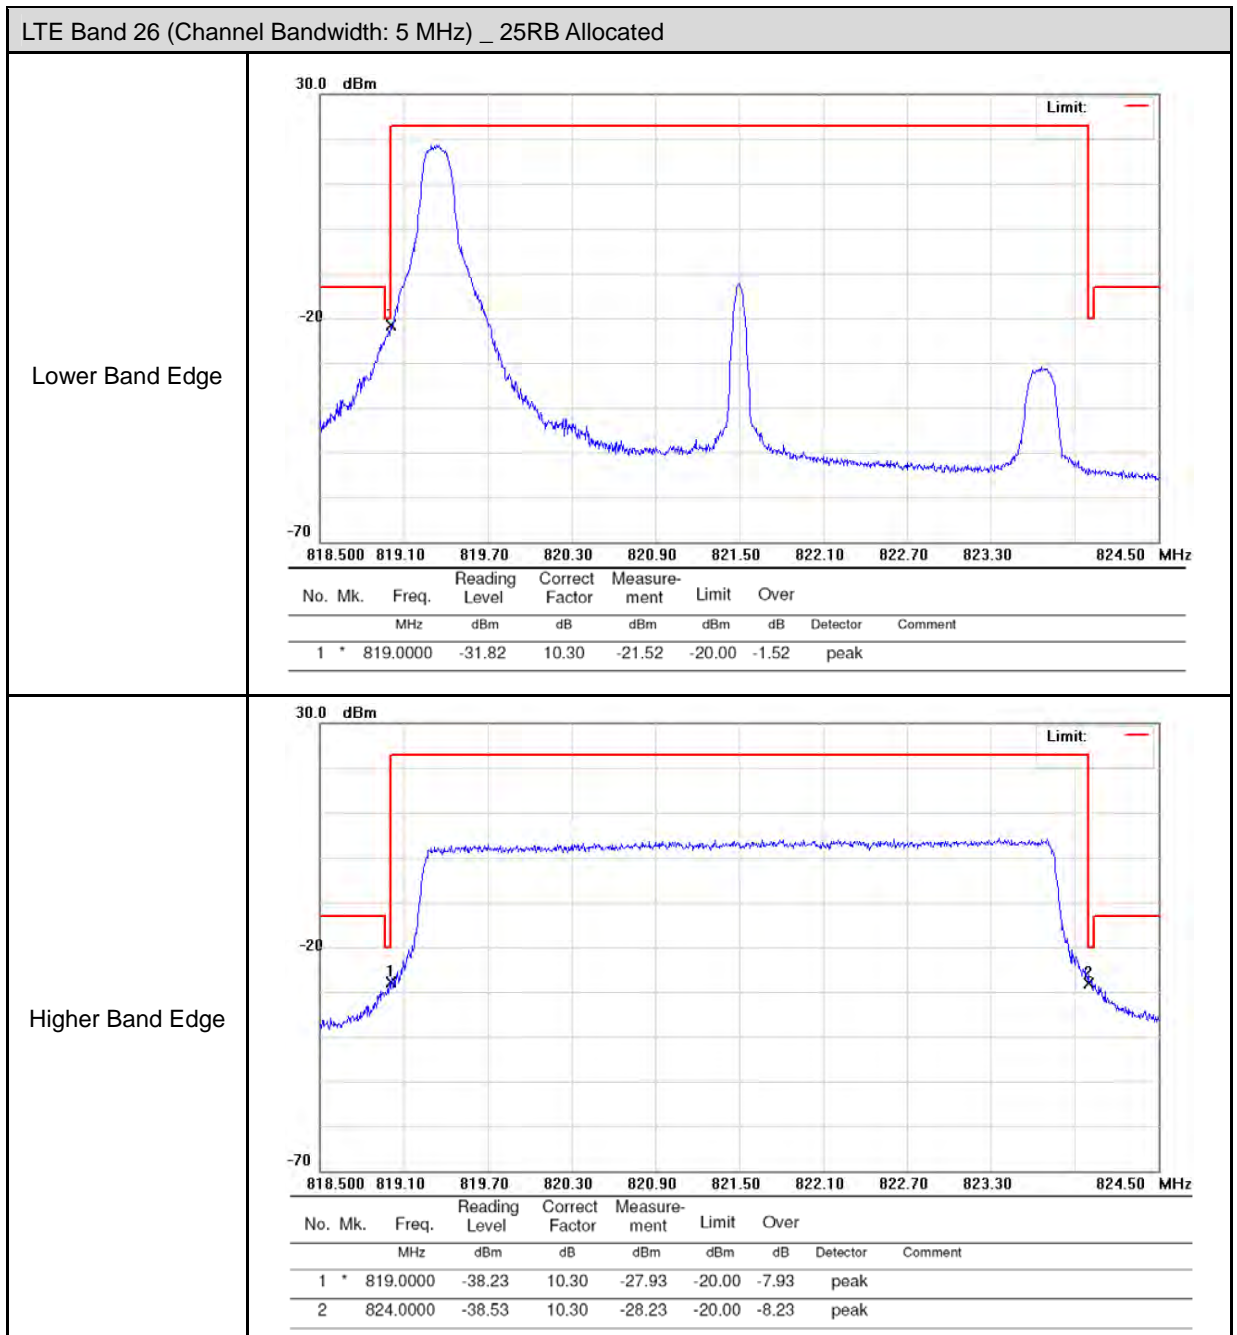 LTE Band 26 (Channel Bandwidth: 5 MHz) _ 25RB Allocated
Lower Band Edge
30.0 dBm
Limit:
-20
1
-70
818.500 819.10 819.70 820.30 820.90 821.50 822.10 822.70 823.30 824.50 MHz
No. Mk. Freq. Reading Level Correct Factor Measure-ment Limit Over
MHz dBm dB dBm dBm dB Detector Comment
1 * 819.0000 -31.82 10.30 -21.52 -20.00 -1.52 peak
Higher Band Edge
30.0 dBm
Limit:
-20
1 2
-70
818.500 819.10 819.70 820.30 820.90 821.50 822.10 822.70 823.30 824.50 MHz
No. Mk. Freq. Reading Level Correct Factor Measure-ment Limit Over
MHz dBm dB dBm dBm dB Detector Comment
1 * 819.0000 -38.23 10.30 -27.93 -20.00 -7.93 peak
2 824.0000 -38.53 10.30 -28.23 -20.00 -8.23 peak